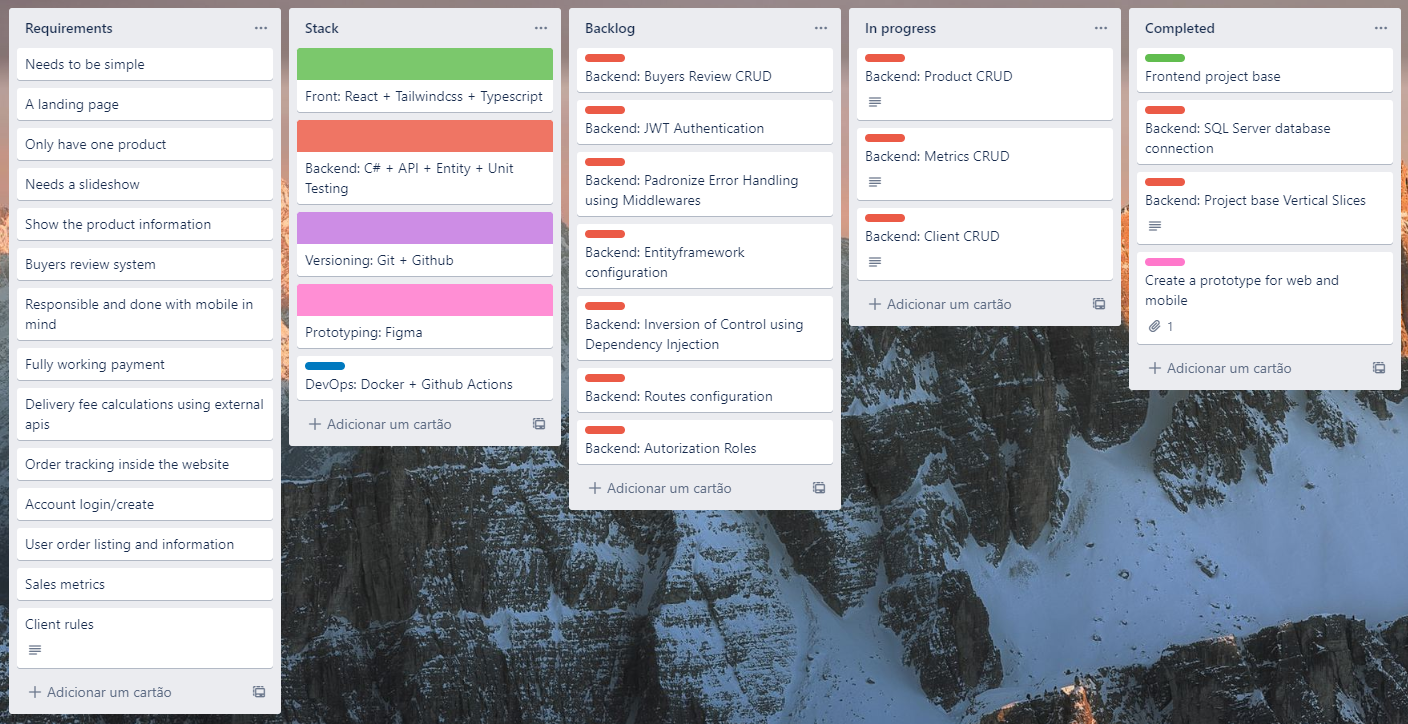 Requirements
Needs to be simple
A landing page
Only have one product
Needs a slideshow
Show the product information
Buyers review system
Responsible and done with mobile in
mind
Fully working payment
Delivery fee calculations using external
apis
Order tracking inside the website
Account login/create
User order listing and information
Sales metrics
Client rules
Adicionar um cartão
Stack
Front: React + Tailwindcss + Typescript
Backend: C# + API + Entity + Unit
Testing
Versioning: Git + Github
Prototyping: Figma
DevOps: Docker + Github Actions
Adicionar um cartão
Backlog
Backend: Buyers Review CRUD
Backend: JWT Authentication
Backend: Padronize Error Handling
using Middlewares
Backend: Entityframework
configuration
Backend: Inversion of Control using
Dependency Injection
Backend: Routes configuration
Backend: Autorization Roles
Adicionar um cartão
In progress
Backend: Product CRUD
Backend: Metrics CRUD
Backend: Client CRUD
Adicionar um cartão
Completed
Frontend project base
Backend: SQL Server database
connection
Backend: Project base Vertical Slices
Create a prototype for web and
mobile
1
Adicionar um cartão